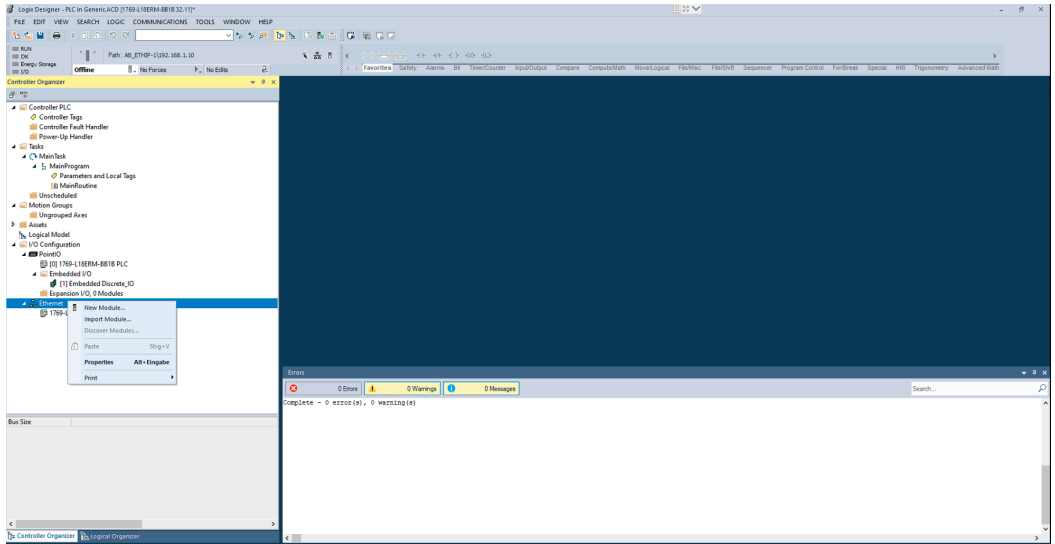 Logix Designer - PLC in Generic.ACD [1769-L18ERM-BB1B 32.11]*
FILE EDIT VIEW SEARCH LOGIC COMMUNICATIONS TOOLS WINDOW HELP
RUN
OK
Energy Storage
I/O
Path: AB_ETHIP-1\192.168.1.10
Offline
No Forces
No Edits
Favorites Safety Alarms Bit Timer/Counter Input/Output Compare Compute/Math Move/Logical File/Misc. File/Shift Sequencer Program Control For/Break Special HMI Trigonometry Advanced Math
Controller Organizer
Controller PLC
Controller Tags
Controller Fault Handler
Power-Up Handler
Tasks
MainTask
MainProgram
Parameters and Local Tags
MainRoutine
Unscheduled
Motion Groups
Ungrouped Axes
Assets
Logical Model
I/O Configuration
PointIO
[0] 1769-L18ERM-BB1B PLC
Embedded I/O
[1] Embedded Discrete_IO
Expansion I/O, 0 Modules
Ethernet
1769-L
New Module...
Import Module...
Discover Modules...
Paste Strg+V
Properties Alt+Eingabe
Print
Errors
0 Errors
0 Warnings
0 Messages
Search...
Complete - 0 error(s), 0 warning(s)
Bus Size
Controller Organizer
Logical Organizer